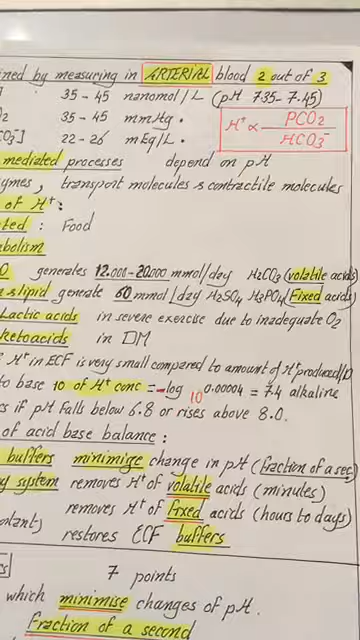 ined by measuring in ARTERIAL blood 2 out of 3
] 35-45 nanomol/L (pH 7.35-7.45)
2 35-45 mmHg.
CO3⁻] 22-26 mEq/L.
H⁺ ∝ PCO2 / HCO3⁻
mediated processes depend on pH
ymes, transport molecules & contractile molecules
of H⁺:
ted: Food
abolism
generates 12.000-20.000 mmol/day H2CO3 (volatile acids
& lipid generate 60 mmol/day H2SO4 H3PO4 (Fixed acids)
Lactic acids in severe exercise due to inadequate O2
ketoacids in DM
H⁺ in ECF is very small compared to amount of H⁺ produced/D
to base 10 of H⁺ conc = -log 10 0.00004 = 7.4 alkaline
rs if pH falls below 6.8 or rises above 8.0.
of acid base balance:
buffers minimize change in pH (fraction of a sec)
ry system removes H⁺ of volatile acids (minutes)
removes H⁺ of fixed acids (hours to days)
otant) restores ECF buffers
7 points
which minimise changes of pH.
fraction of a second